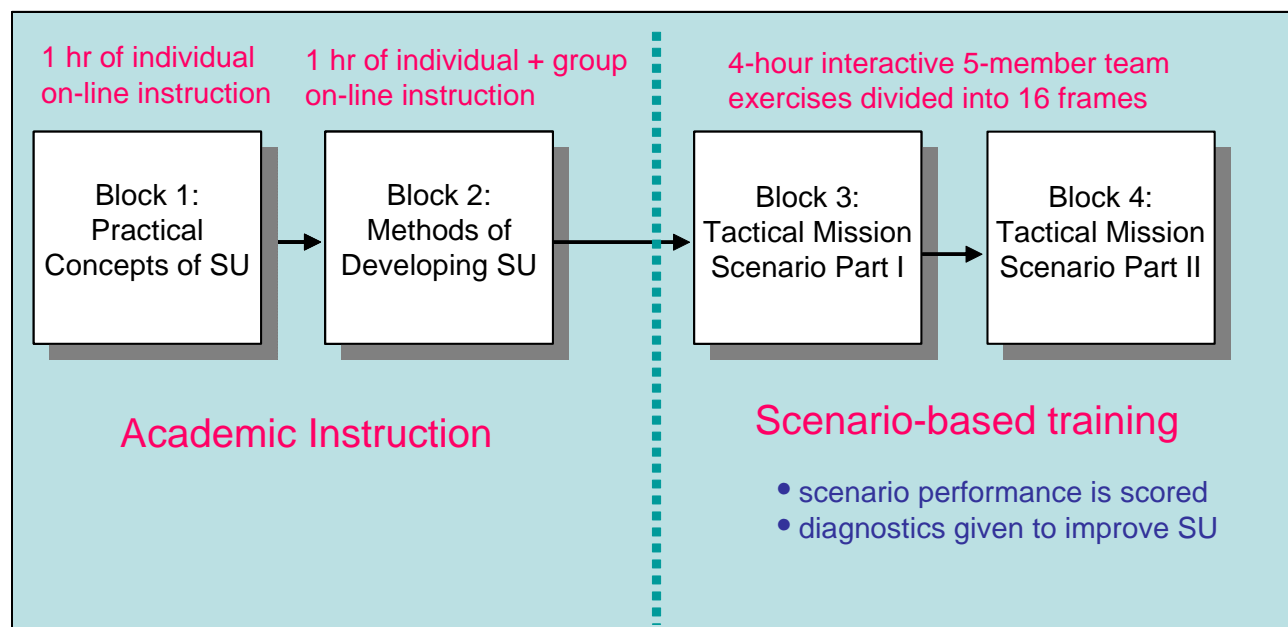 1 hr of individual
on-line instruction
1 hr of individual + group
on-line instruction
4-hour interactive 5-member team
exercises divided into 16 frames
Block 1:
Practical
Concepts of SU
Block 2:
Methods of
Developing SU
Block 3:
Tactical Mission
Scenario Part I
Block 4:
Tactical Mission
Scenario Part II
Academic Instruction
Scenario-based training
• scenario performance is scored
• diagnostics given to improve SU